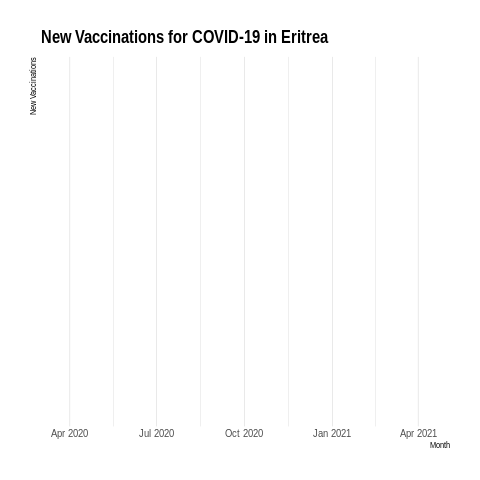 New Vaccinations for COVID-19 in Eritrea
New Vaccinations
Apr 2020 Jul 2020 Oct 2020 Jan 2021 Apr 2021
Month